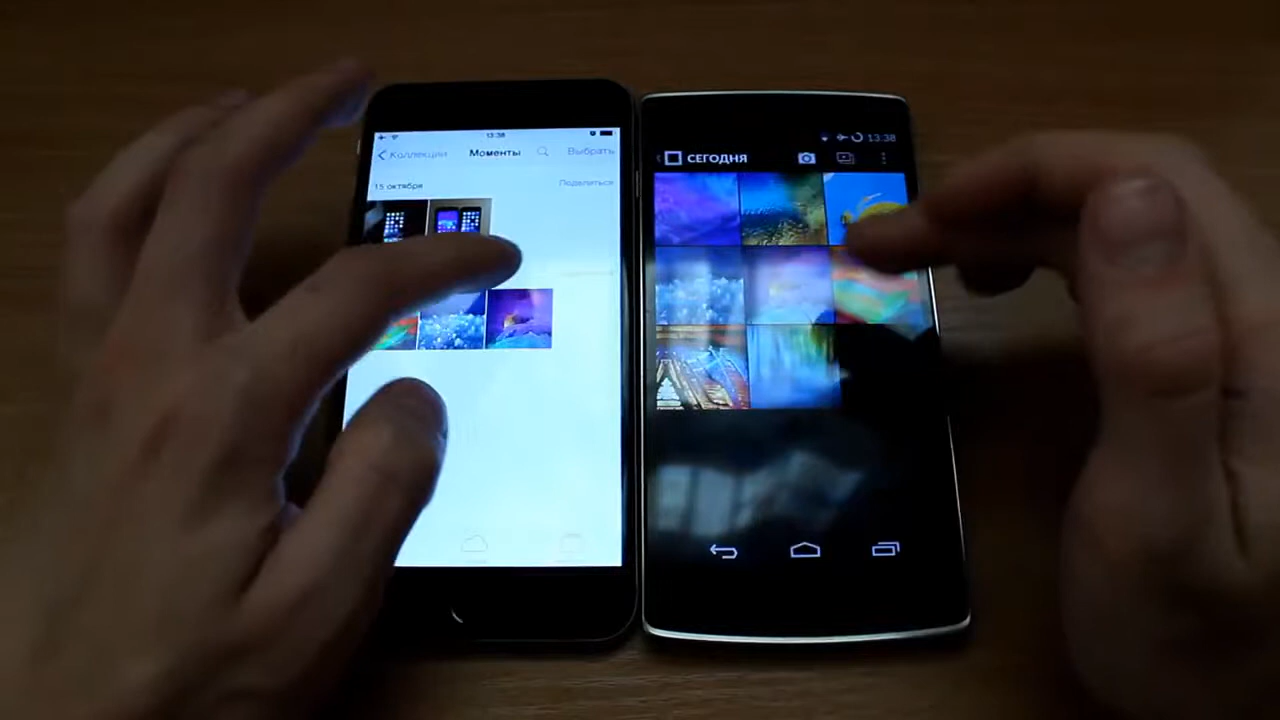 13:38
Коллекции Моменты Выбрать
15 октября Поделиться
13:38
СЕГОДНЯ